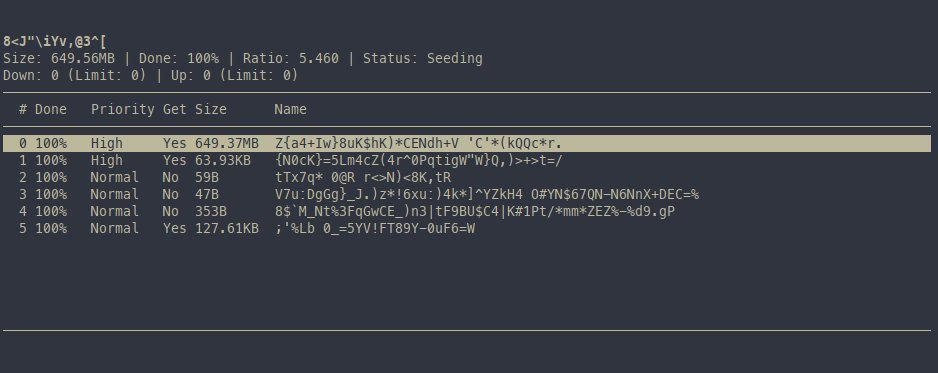 8<J"\iYv,@3^[
Size: 649.56MB | Done: 100% | Ratio: 5.460 | Status: Seeding
Down: 0 (Limit: 0) | Up: 0 (Limit: 0)
# Done Priority Get Size Name
0 100% High Yes 649.37MB Z{a4+Iw}8uK$hK)*CENdh+V 'C'*(kQQc*r.
1 100% High Yes 63.93KB {N0cK}=5Lm4cZ(4r^0PqtigW"W}Q,)>+>t=/
2 100% Normal No 59B tTx7q* 0@R r<>N)<8K,tR
3 100% Normal No 47B V7u:DgGg}_J.)z*!6xu:)4k*]^YZkH4 O#YN$67QN-N6NnX+DEC=%
4 100% Normal No 353B 8$`M_Nt%3FqGwCE_)n3|tF9BU$C4|K#1Pt/*mm*ZEZ%-%d9.gP
5 100% Normal Yes 127.61KB ;'%Lb 0_=5YV!FT89Y-0uF6=W